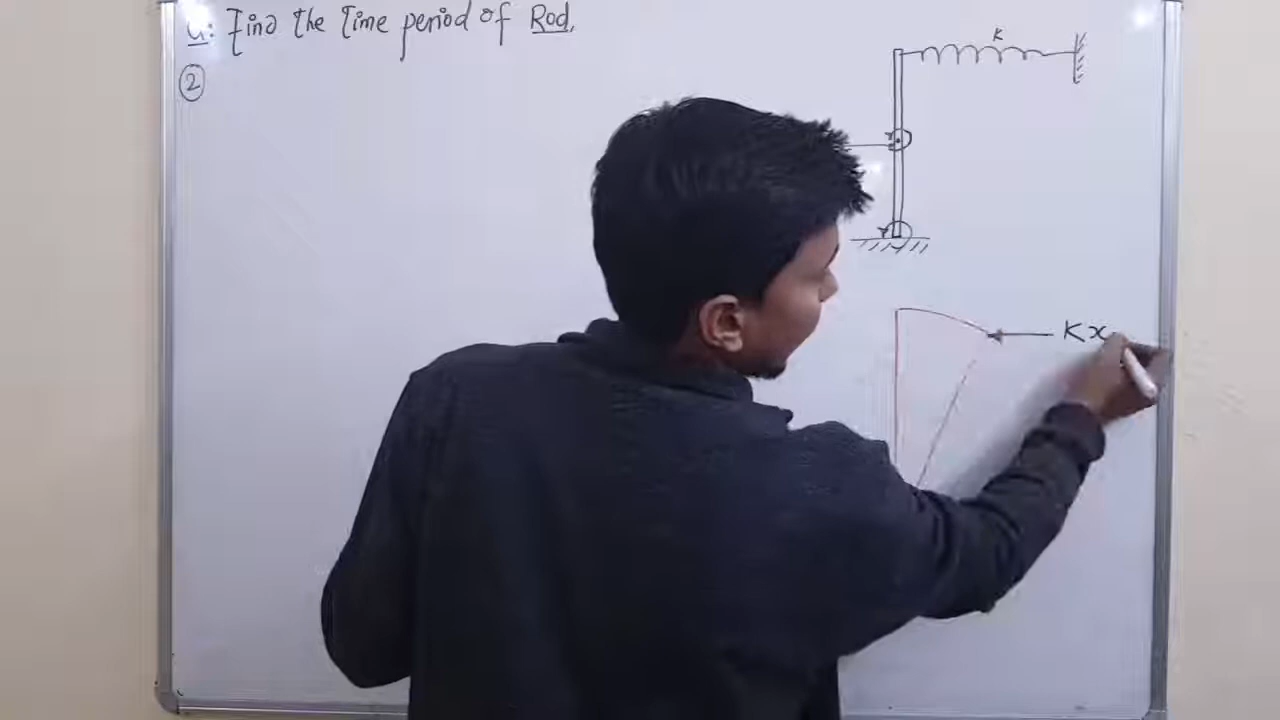 Q: Find the Time period of Rod.
②
K
Kx